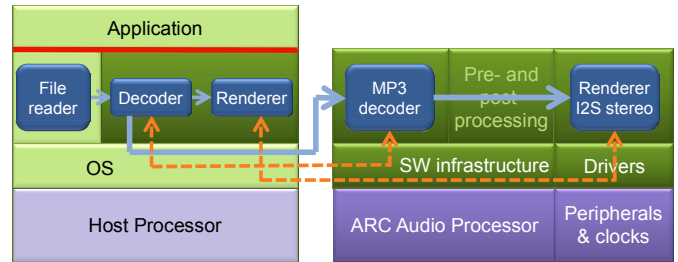 Application
File
reader
Decoder
Renderer
OS
Host Processor
MP3
decoder
Pre- and
post
processing
Renderer
I2S stereo
SW infrastructure
Drivers
ARC Audio Processor
Peripherals
& clocks